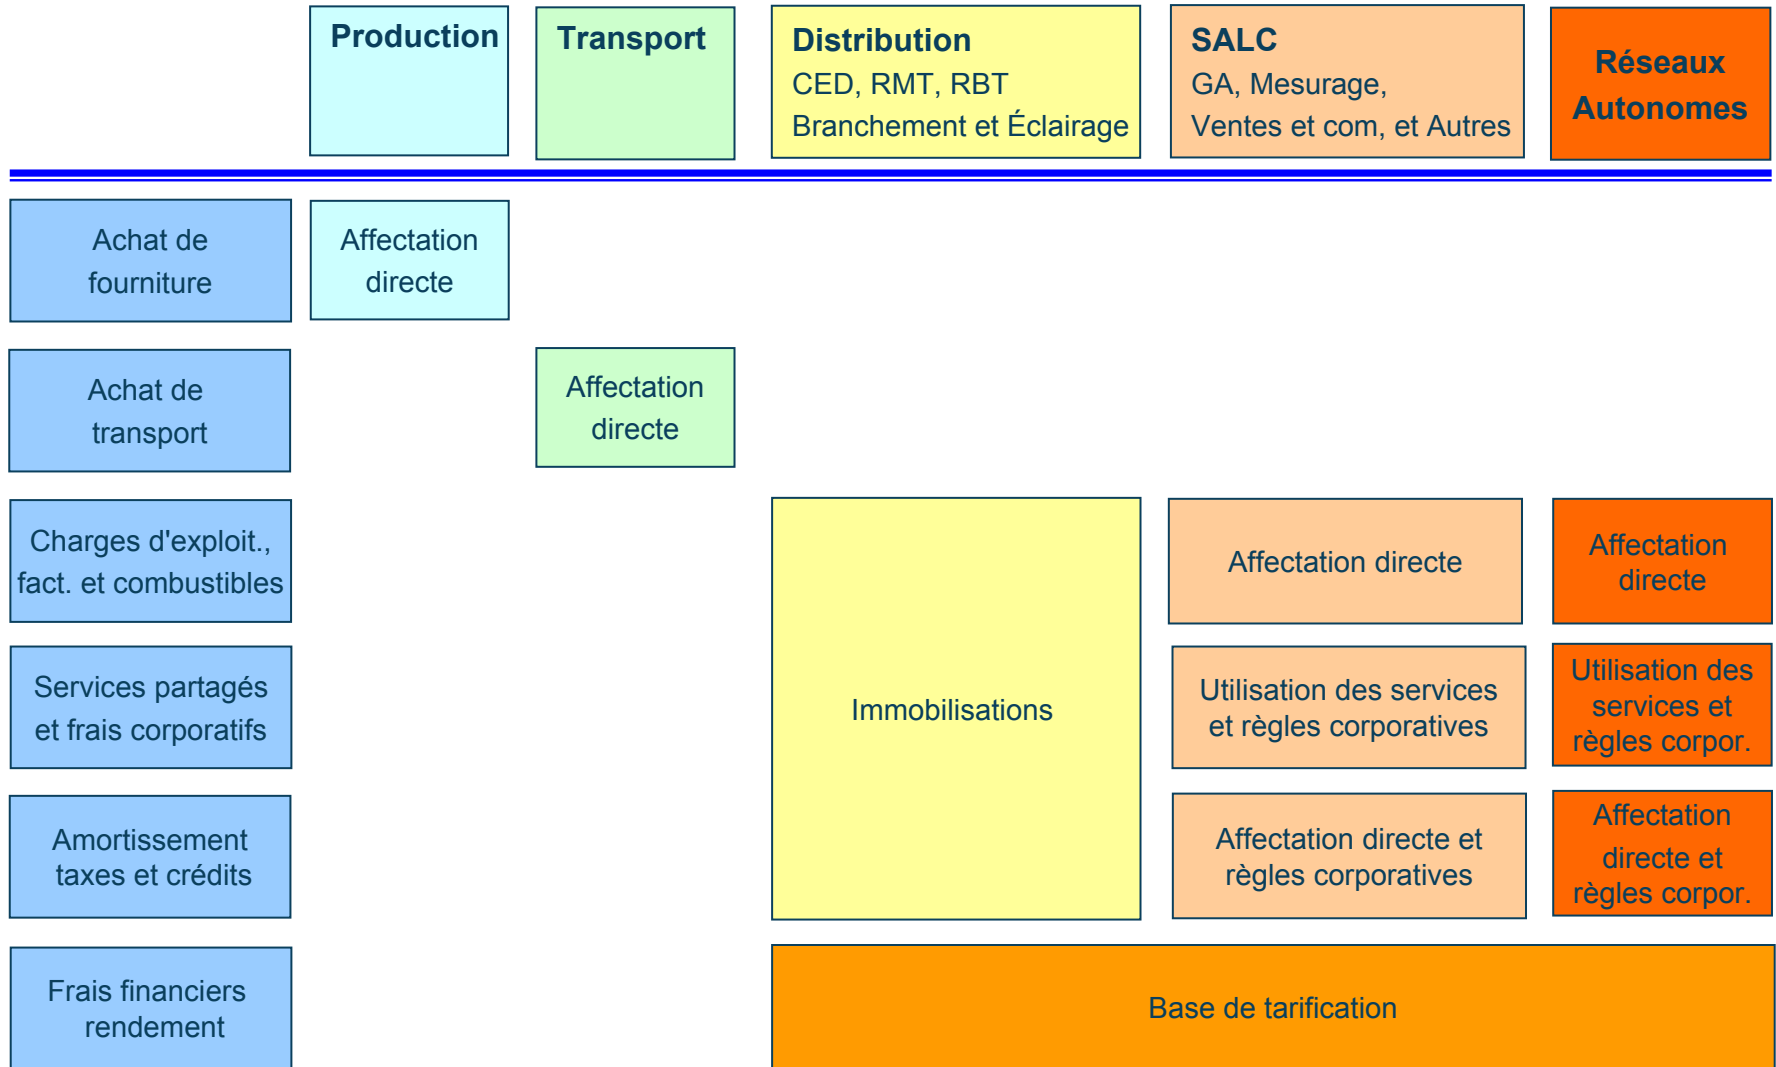 Production
Transport
Distribution
CED, RMT, RBT
Branchement et Éclairage
SALC
GA, Mesurage,
Ventes et com, et Autres
Réseaux
Autonomes
Achat de
fourniture
Affectation
directe
Achat de
transport
Affectation
directe
Charges d'exploit.,
fact. et combustibles
Immobilisations
Affectation directe
Affectation
directe
Services partagés
et frais corporatifs
Utilisation des services
et règles corporatives
Utilisation des
services et
règles corpor.
Amortissement
taxes et crédits
Affectation directe et
règles corporatives
Affectation
directe et
règles corpor.
Frais financiers
rendement
Base de tarification